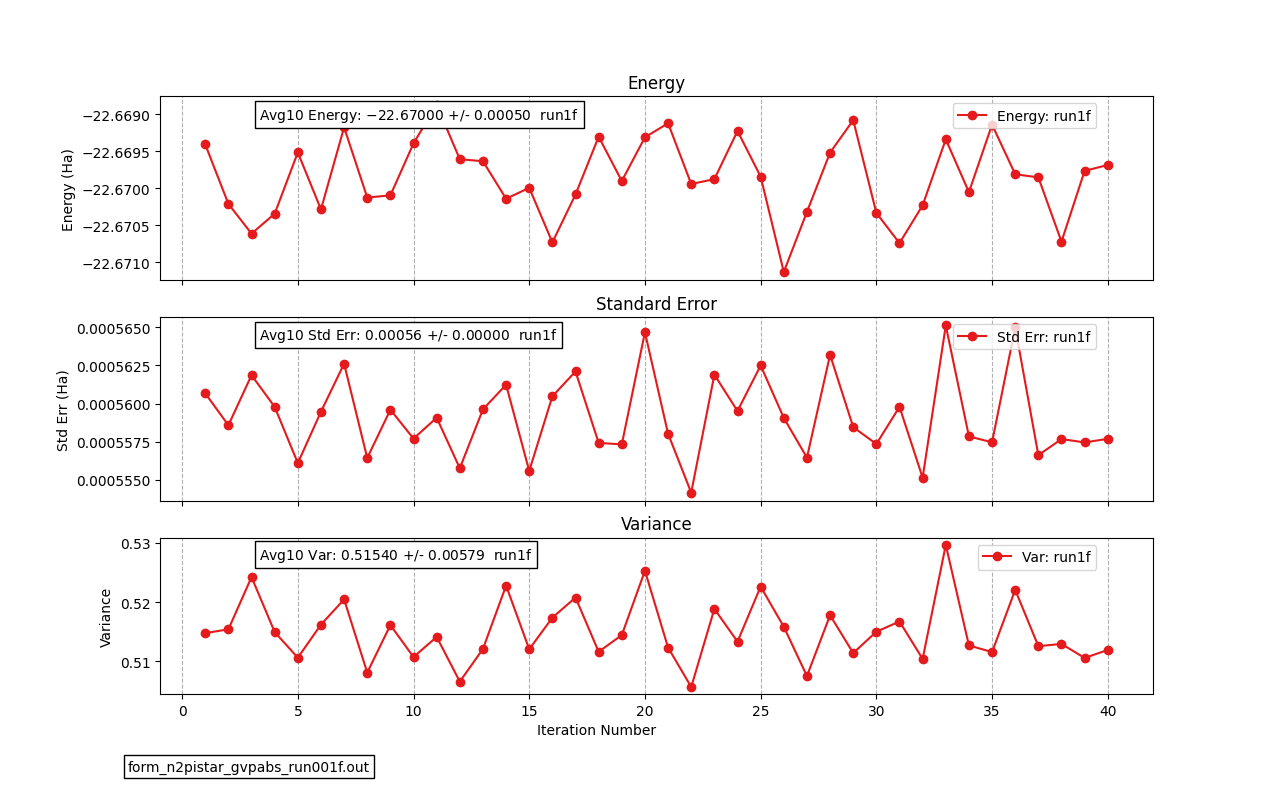 Energy
Avg10 Energy: −22.67000 +/- 0.00050 run1f
Energy: run1f
−22.6690
−22.6695
−22.6700
−22.6705
−22.6710
Energy (Ha)
Standard Error
Avg10 Std Err: 0.00056 +/- 0.00000 run1f
Std Err: run1f
0.0005650
0.0005625
0.0005600
0.0005575
0.0005550
Std Err (Ha)
Variance
Avg10 Var: 0.51540 +/- 0.00579 run1f
Var: run1f
0.53
0.52
0.51
Variance
0 5 10 15 20 25 30 35 40
Iteration Number
form_n2pistar_gvpabs_run001f.out